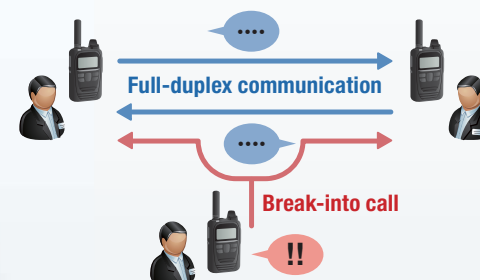 ....
Full-duplex communication
....
Break-into call
!!